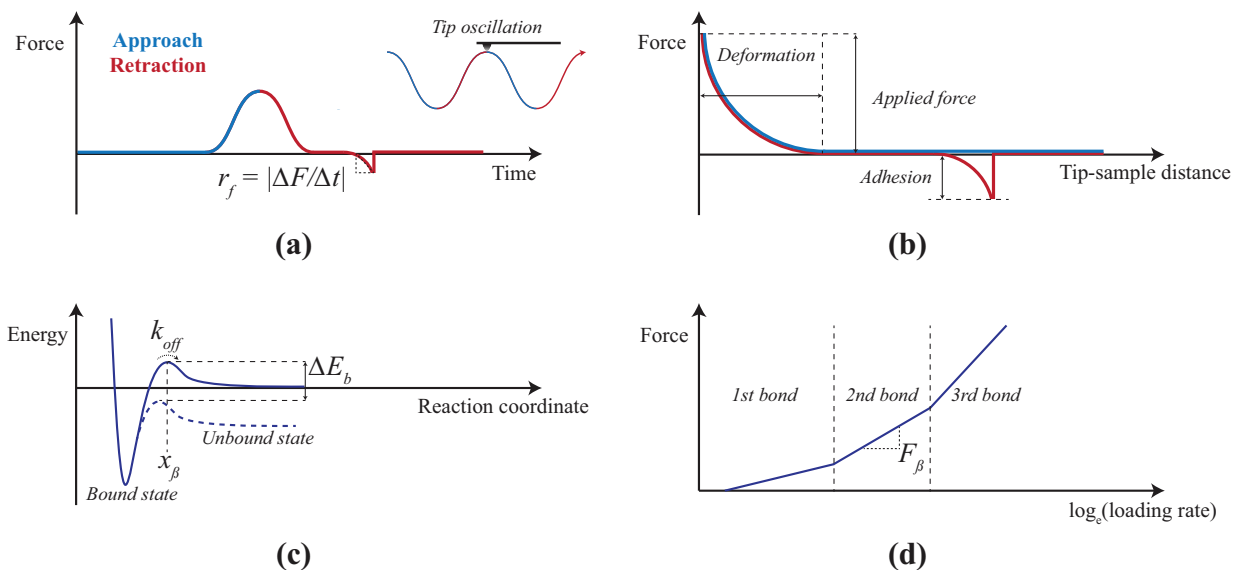 Force
Approach
Retraction
Tip oscillation
r_f = |ΔF/Δt|
Time
(a)
Force
Deformation
Applied force
Adhesion
Tip-sample distance
(b)
Energy
k_off
ΔE_b
Reaction coordinate
Unbound state
x_β
Bound state
(c)
Force
1st bond
2nd bond
3rd bond
F_β
log_e(loading rate)
(d)